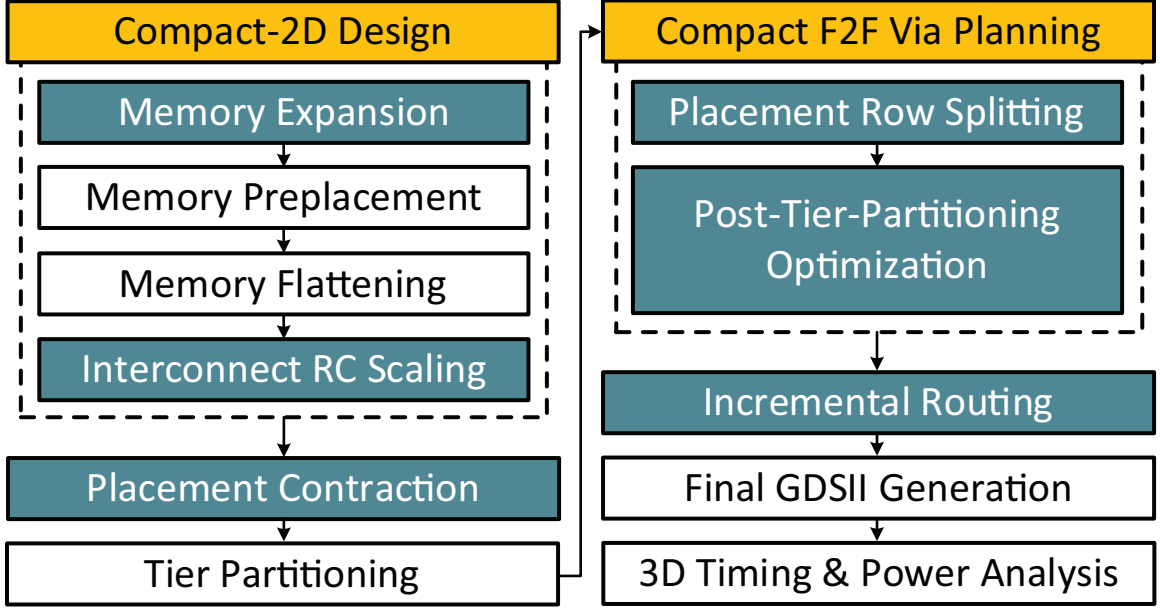 Compact-2D Design
Memory Expansion
Memory Preplacement
Memory Flattening
Interconnect RC Scaling
Placement Contraction
Tier Partitioning
Compact F2F Via Planning
Placement Row Splitting
Post-Tier-Partitioning
Optimization
Incremental Routing
Final GDSII Generation
3D Timing & Power Analysis